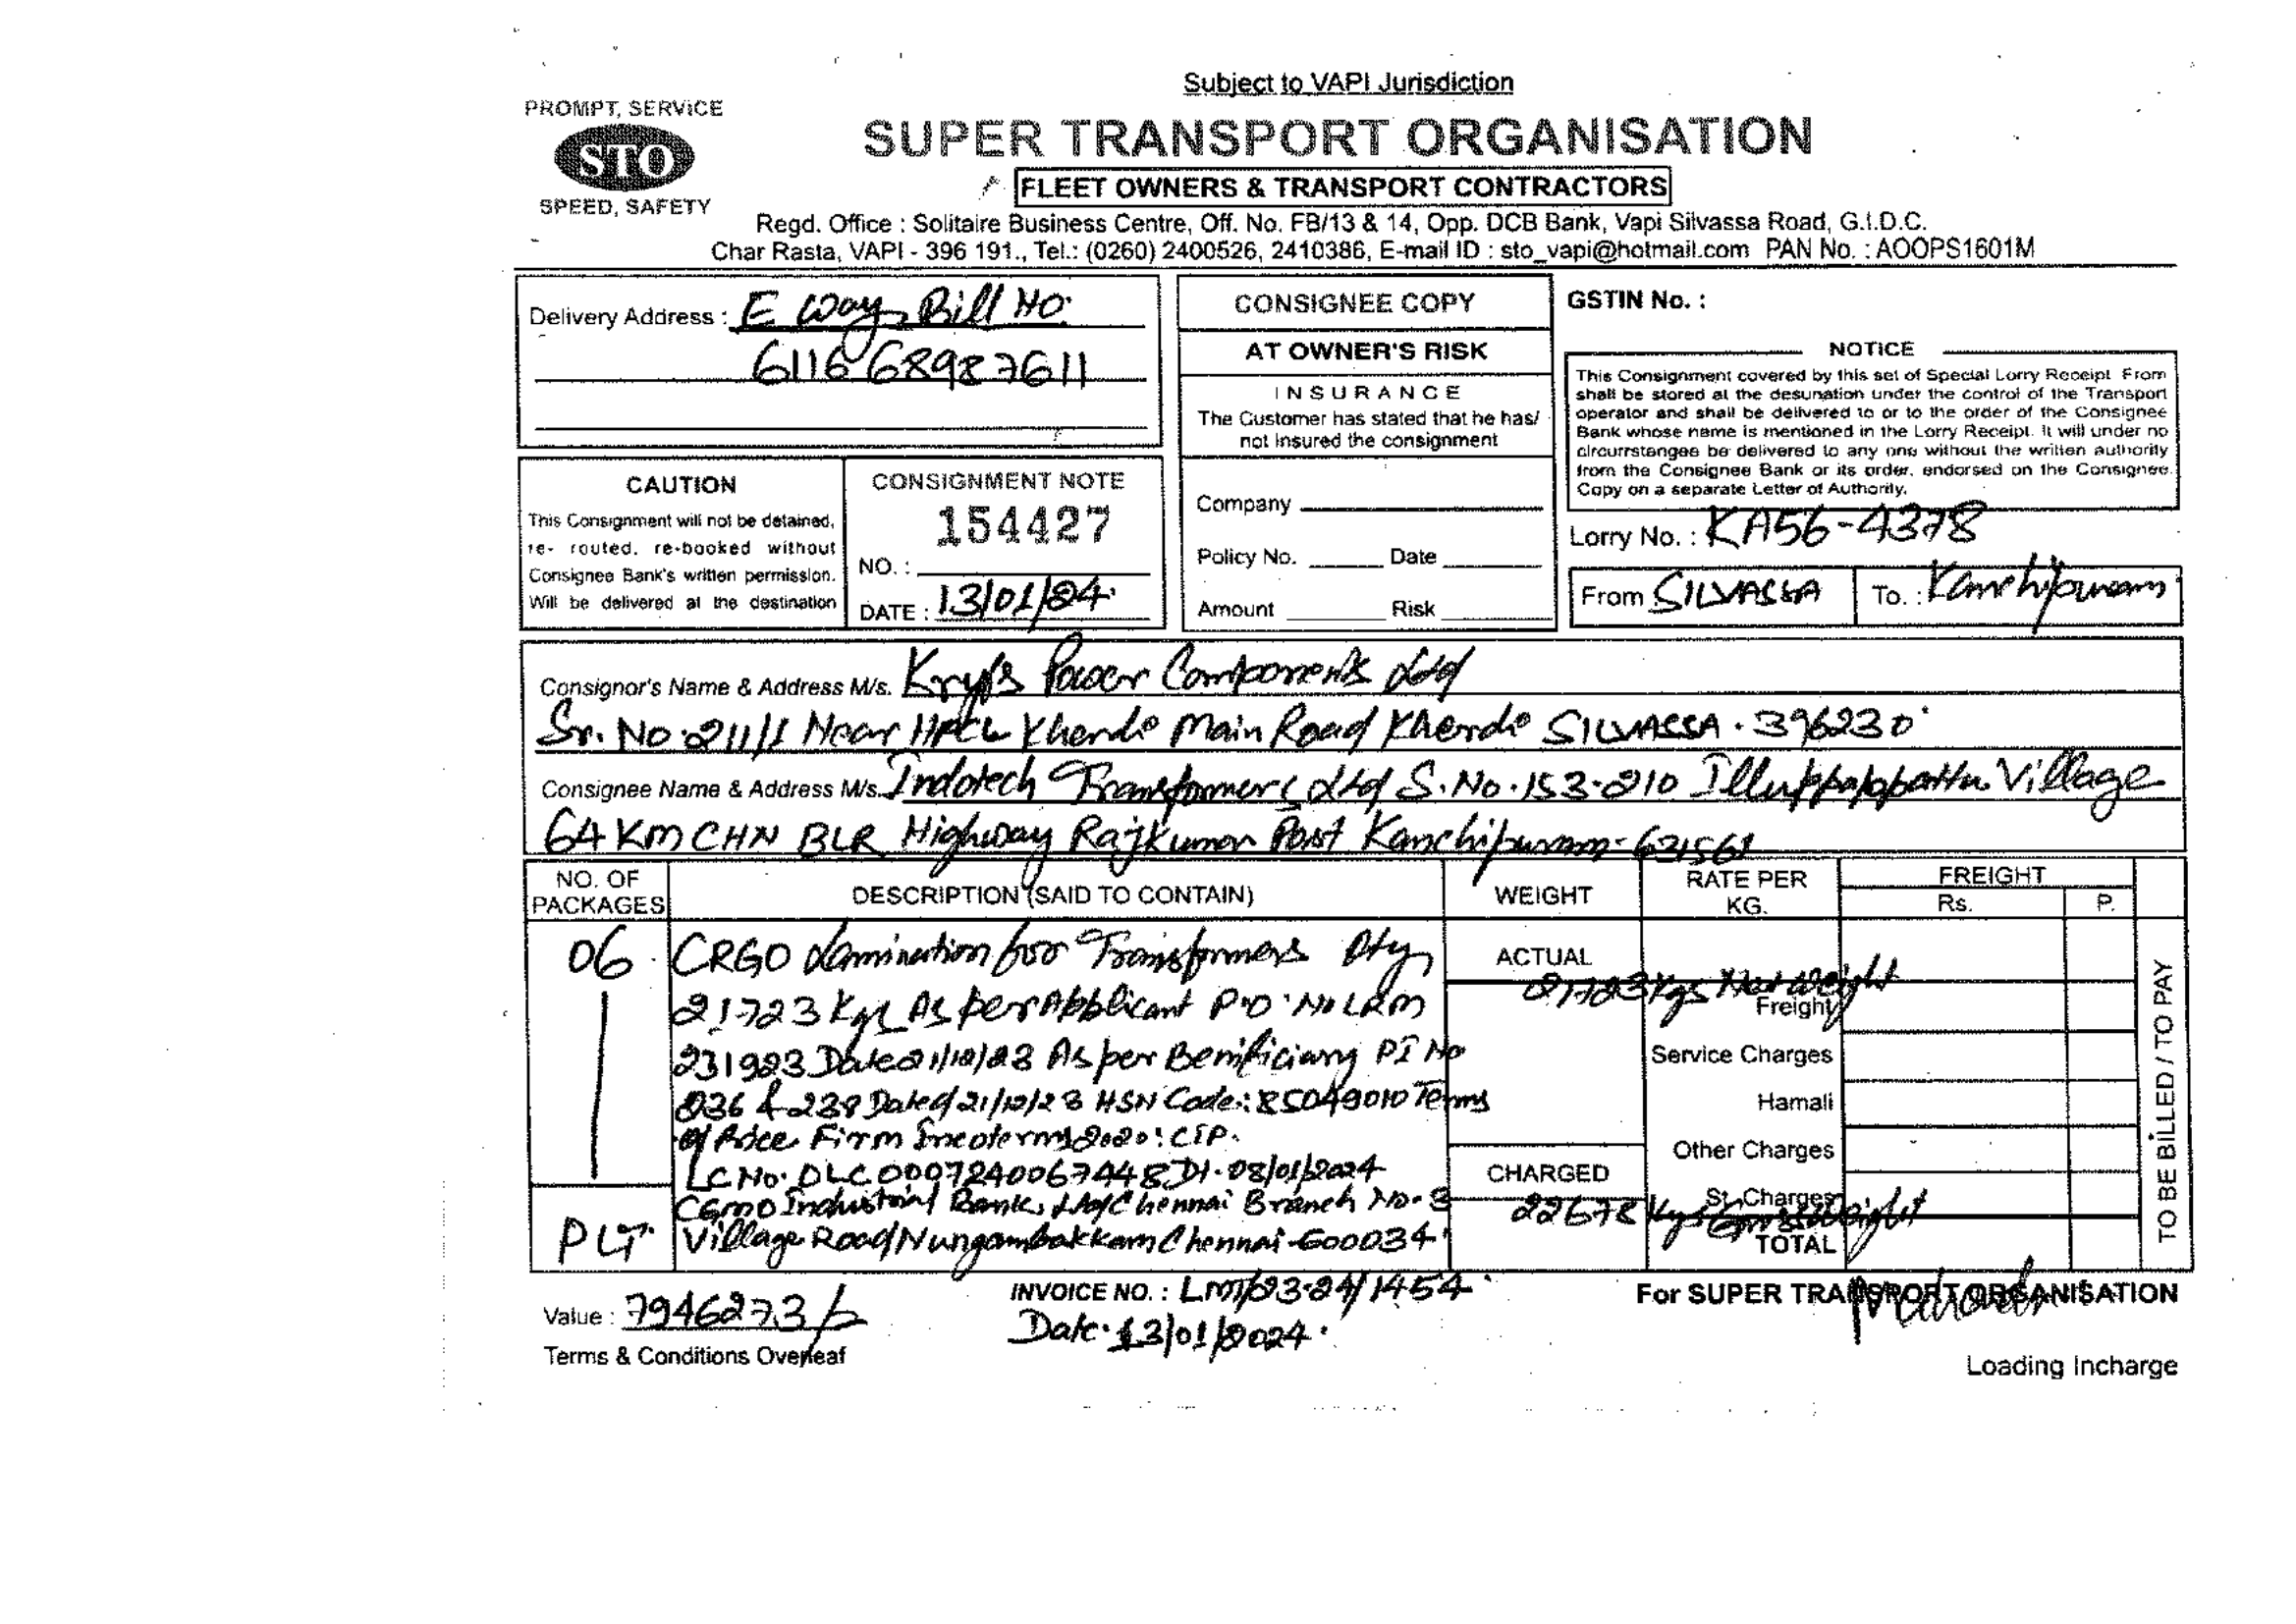 Subject to VAPI Jurisdiction
PROMPT, SERVICE
STO
SPEED, SAFETY
SUPER TRANSPORT ORGANISATION
FLEET OWNERS & TRANSPORT CONTRACTORS
Regd. Office : Solitaire Business Centre, Off. No. FB/13 & 14, Opp. DCB Bank, Vapi Silvassa Road, G.I.D.C.
Char Rasta, VAPI - 396 191., Tel.: (0260) 2400526, 2410386, E-mail ID : sto_vapi@hotmail.com PAN No. : AOOPS1601M
Delivery Address : E Way Bill NO.
6116 6898 7611
CONSIGNEE COPY
AT OWNER'S RISK
INSURANCE
The Customer has stated that he has/
not Insured the consignment
Company
Policy No. Date
Amount Risk
GSTIN No. :
NOTICE
This Consignment covered by this set of Special Lorry Receipt From
shall be stored at the desunation under the control of the Transport
operator and shall be delivered to or to the order of the Consignee
Bank whose name is mentioned in the Lorry Receipt. It will under no
circurrstangee be delivered to any one without the written authority
from the Consignee Bank or its order, endorsed on the Consignee
Copy on a separate Letter of Authority.
Lorry No. : KA56-4378
From SILVASSA To. : Kanchipuram
CAUTION
This Consignment will not be detained,
re- routed, re-booked without
Consignee Bank's written permission.
Will be delivered at the destination
CONSIGNMENT NOTE
154427
NO. :
DATE : 13/01/24.
Consignor's Name & Address M/s. Kryfs Power Components Ltd
Sr. No. 211/1 Near HPCL Kherdi Main Road Kherdi SILVASSA - 396230
Consignee Name & Address M/s. Indotech Transformers Ltd S. No. 153-210 Illuppapattu Village
64 KM CHN BLR Highway Rajkumar Post Kanchipuram - 631561
NO. OF PACKAGES
DESCRIPTION (SAID TO CONTAIN)
WEIGHT
RATE PER KG.
FREIGHT
Rs. P.
06
PLT
CRGO Lamination for Transformers Qty
21723 Kgs As per Applicant P.O. No LRM
231923 Dated 21/12/23 As per Benificiary PI No
236 & 238 Dated 21/12/23 HSN Code: 85049010 Terms
of Price Firm Incoterms 2020: CIP.
LC No. DLC0007240067448 Dt. 08/01/2024
Industrial Bank Ltd Chennai Branch No-3
Village Road Nungambakkam Chennai-600034
ACTUAL
21723 Kgs Net Weight
CHARGED
22678 Kgs Gross Weight
Freight
Service Charges
Hamali
Other Charges
St. Charges
TOTAL
TO BE BILLED / TO PAY
Value : 7946273/-
INVOICE NO. : LMT/23-24/1454
Date. 13/01/2024.
For SUPER TRANSPORT ORGANISATION
Terms & Conditions Overleaf
Loading Incharge